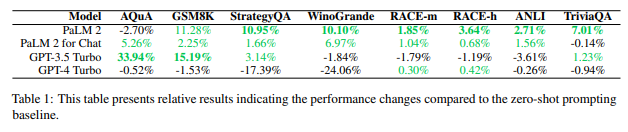 Model AQuA GSM8K StrategyQA WinoGrande RACE-m RACE-h ANLI TriviaQA
PaLM 2 -2.70% 11.28% 10.95% 10.10% 1.85% 3.64% 2.71% 7.01%
PaLM 2 for Chat 5.26% 2.25% 1.66% 6.97% 1.04% 0.68% 1.56% -0.14%
GPT-3.5 Turbo 33.94% 15.19% 3.14% -1.84% -1.79% -1.19% -3.61% 1.23%
GPT-4 Turbo -0.52% -1.53% -17.39% -24.06% 0.30% 0.42% -0.26% -0.94%
Table 1: This table presents relative results indicating the performance changes compared to the zero-shot prompting
baseline.